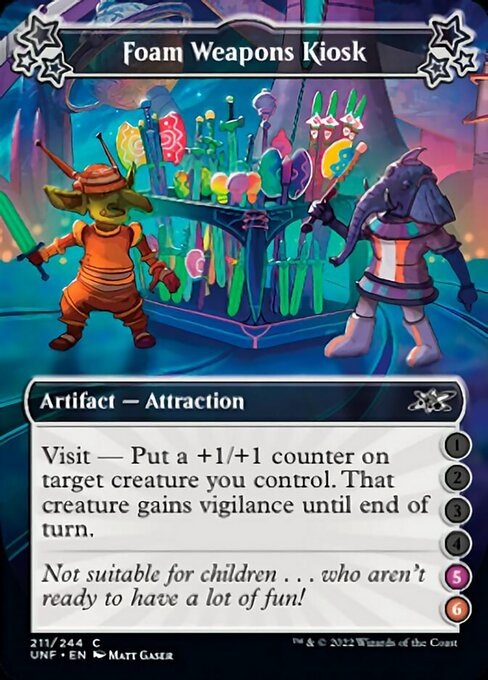 Foam Weapons Kiosk
Artifact — Attraction
Visit — Put a +1/+1 counter on
target creature you control. That
creature gains vigilance until end of
turn.
Not suitable for children . . . who aren't
ready to have a lot of fun!
1
2
3
4
5
6
211/244 C
UNF • EN Matt Gaser
™ & © 2022 Wizards of the Coast